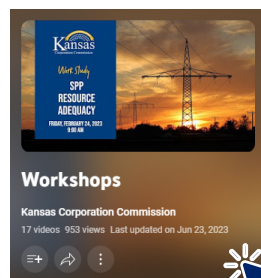 Kansas
Corporation Commission
Work Study
SPP
RESOURCE
ADEQUACY
FRIDAY, FEBRUARY 24, 2023
9:00 AM
Workshops
Kansas Corporation Commission
17 videos 953 views Last updated on Jun 23, 2023